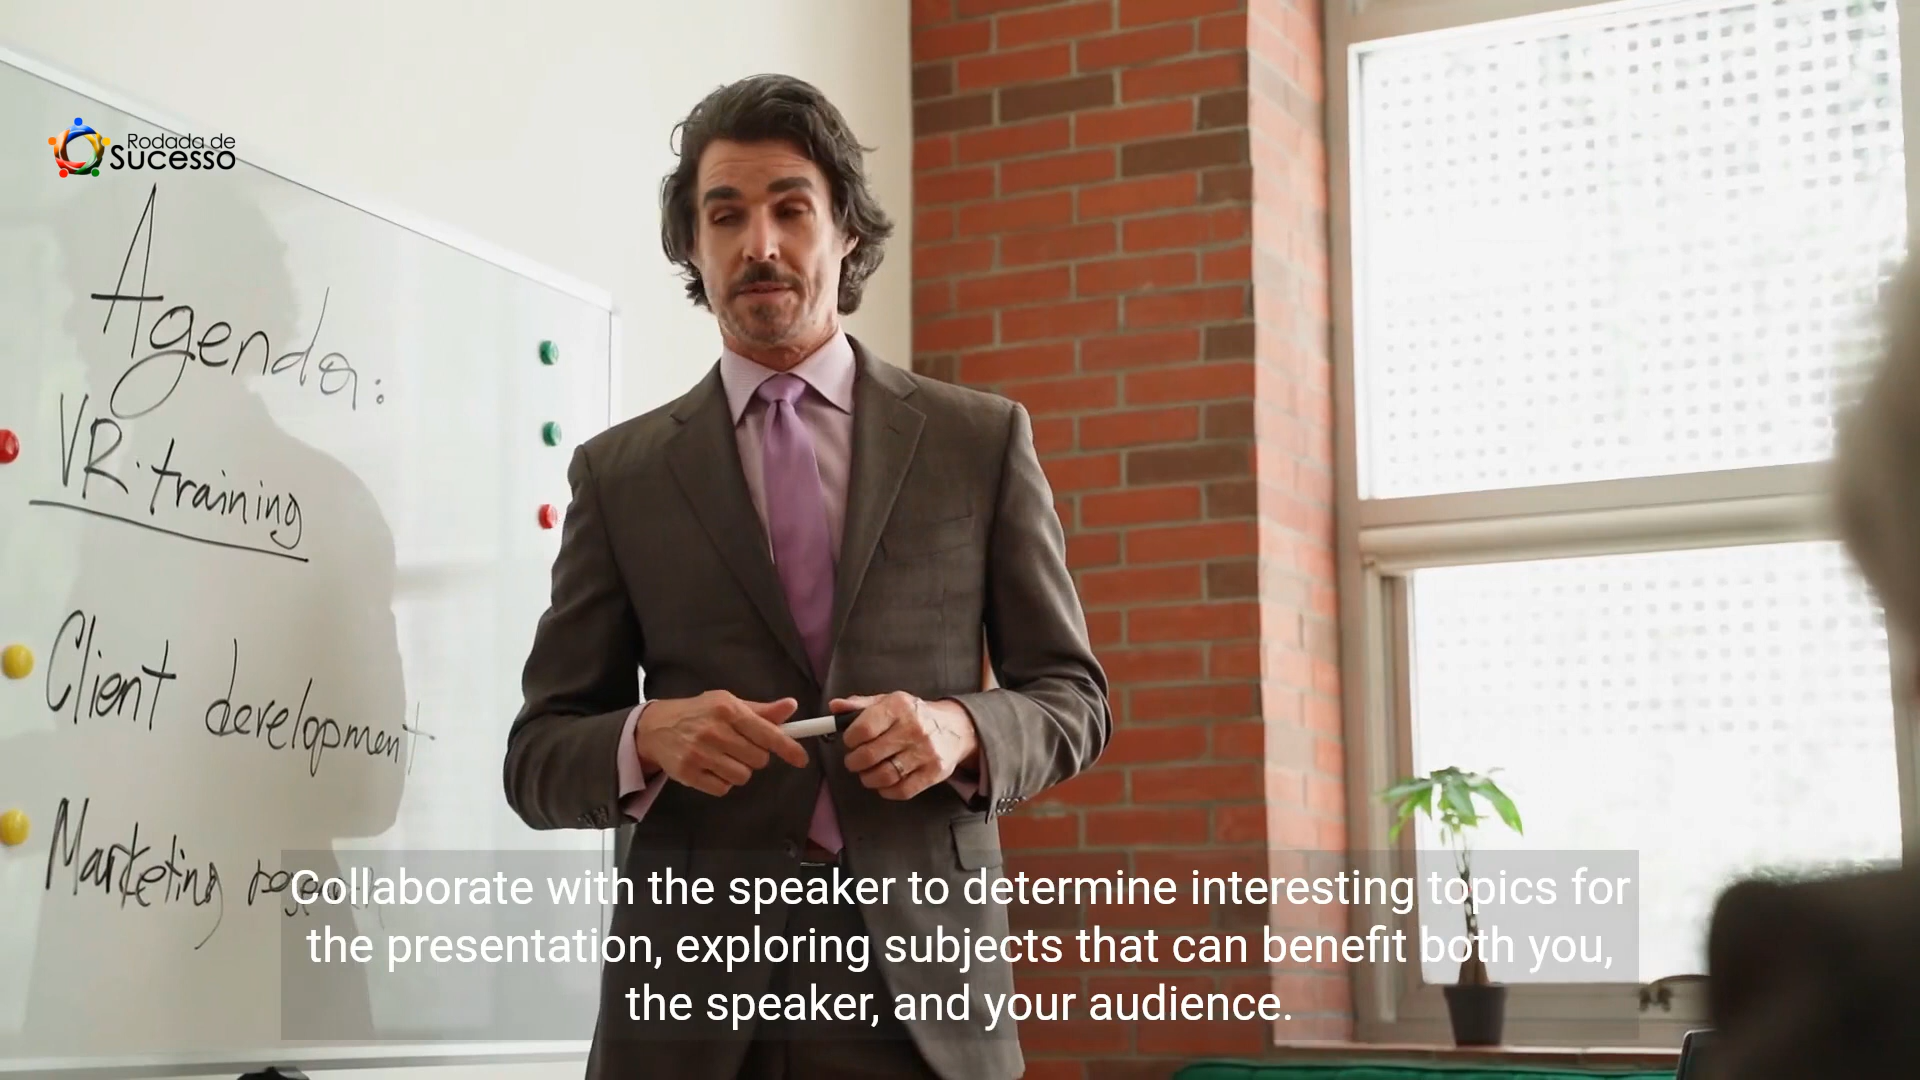 Rodada de
Sucesso
Agenda:
VR training
Client development
Marketing
Collaborate with the speaker to determine interesting topics for
the presentation, exploring subjects that can benefit both you,
the speaker, and your audience.